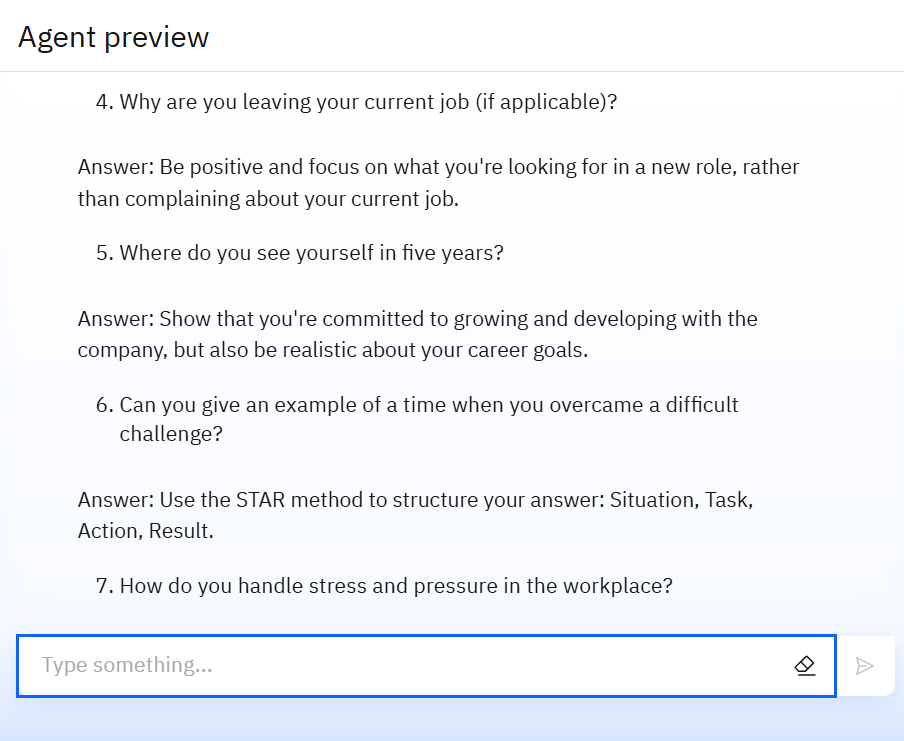 Agent preview
4. Why are you leaving your current job (if applicable)?
Answer: Be positive and focus on what you're looking for in a new role, rather
than complaining about your current job.
5. Where do you see yourself in five years?
Answer: Show that you're committed to growing and developing with the
company, but also be realistic about your career goals.
6. Can you give an example of a time when you overcame a difficult
challenge?
Answer: Use the STAR method to structure your answer: Situation, Task,
Action, Result.
7. How do you handle stress and pressure in the workplace?
Type something...